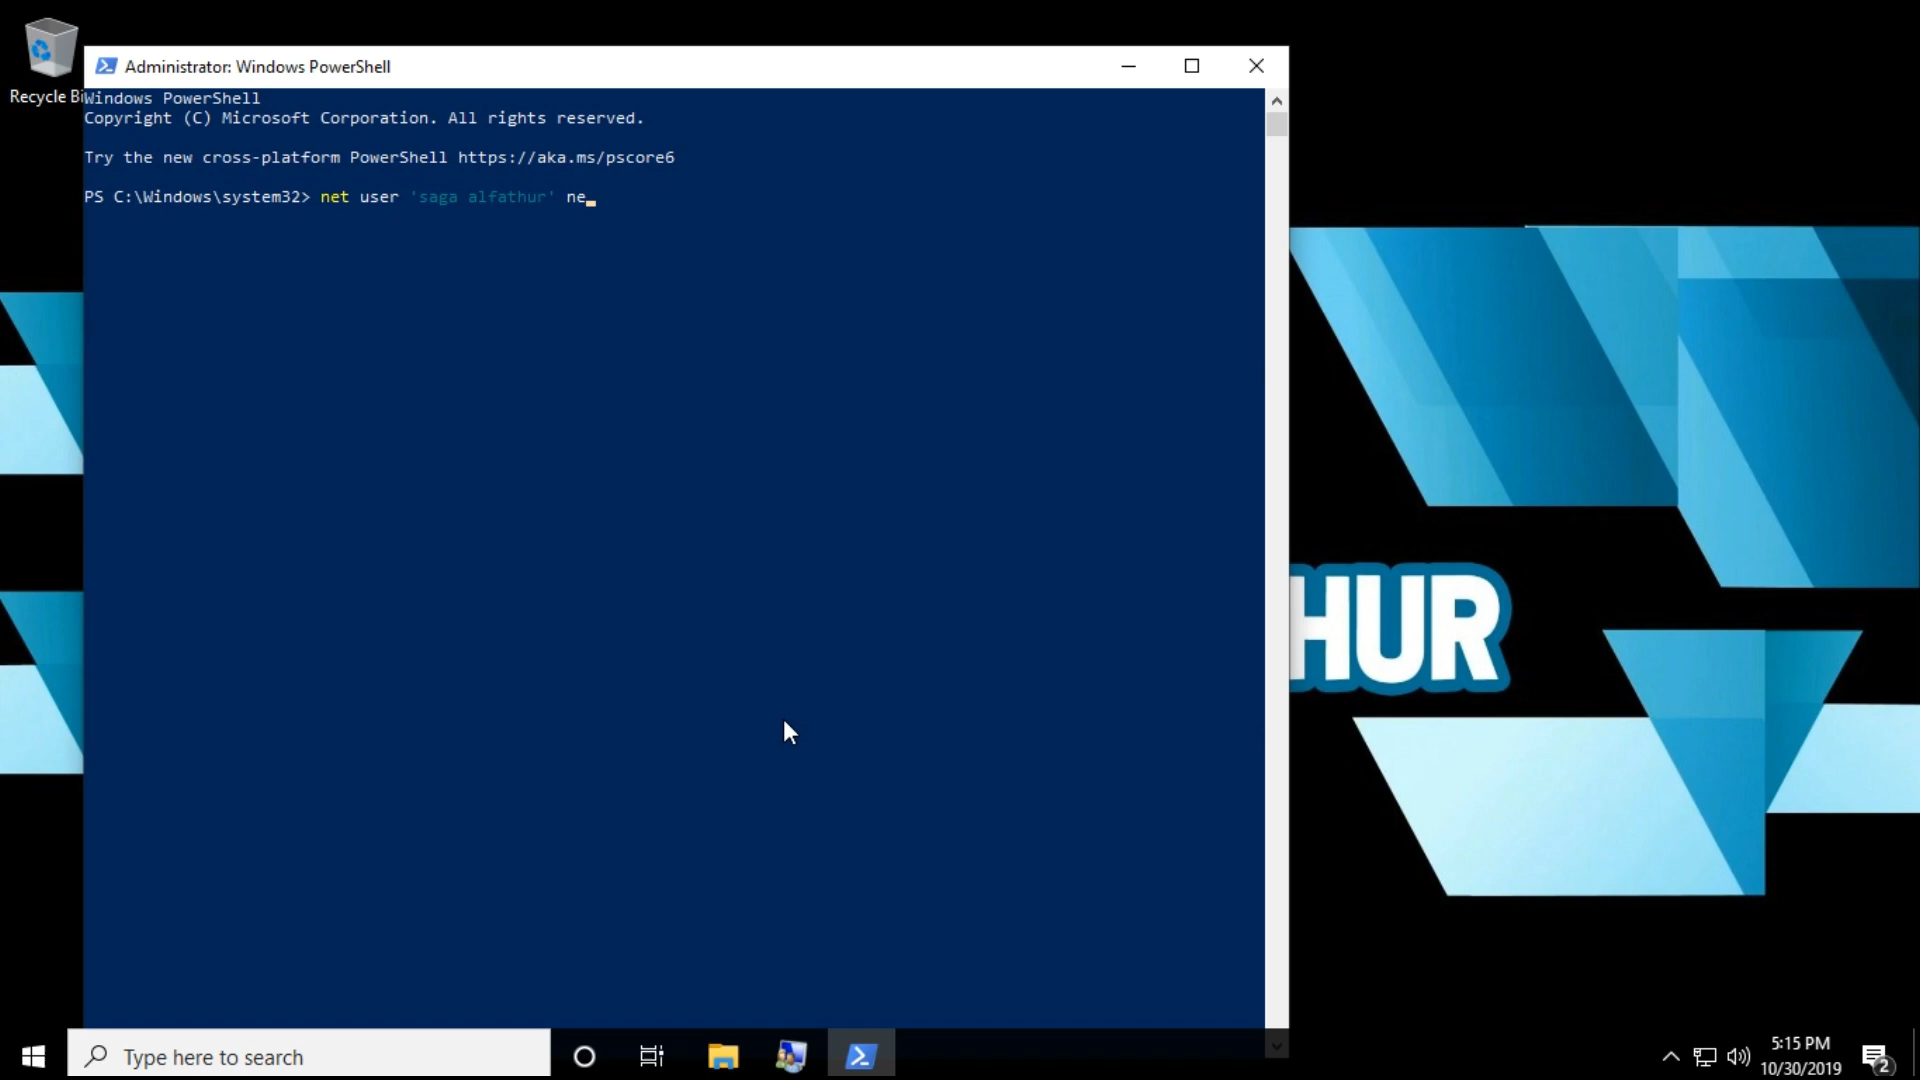 Recycle Bi
Administrator: Windows PowerShell
Windows PowerShell
Copyright (C) Microsoft Corporation. All rights reserved.
Try the new cross-platform PowerShell https://aka.ms/pscore6
PS C:\Windows\system32> net user 'saga alfathur' ne_
HUR
Type here to search
5:15 PM
10/30/2019
2